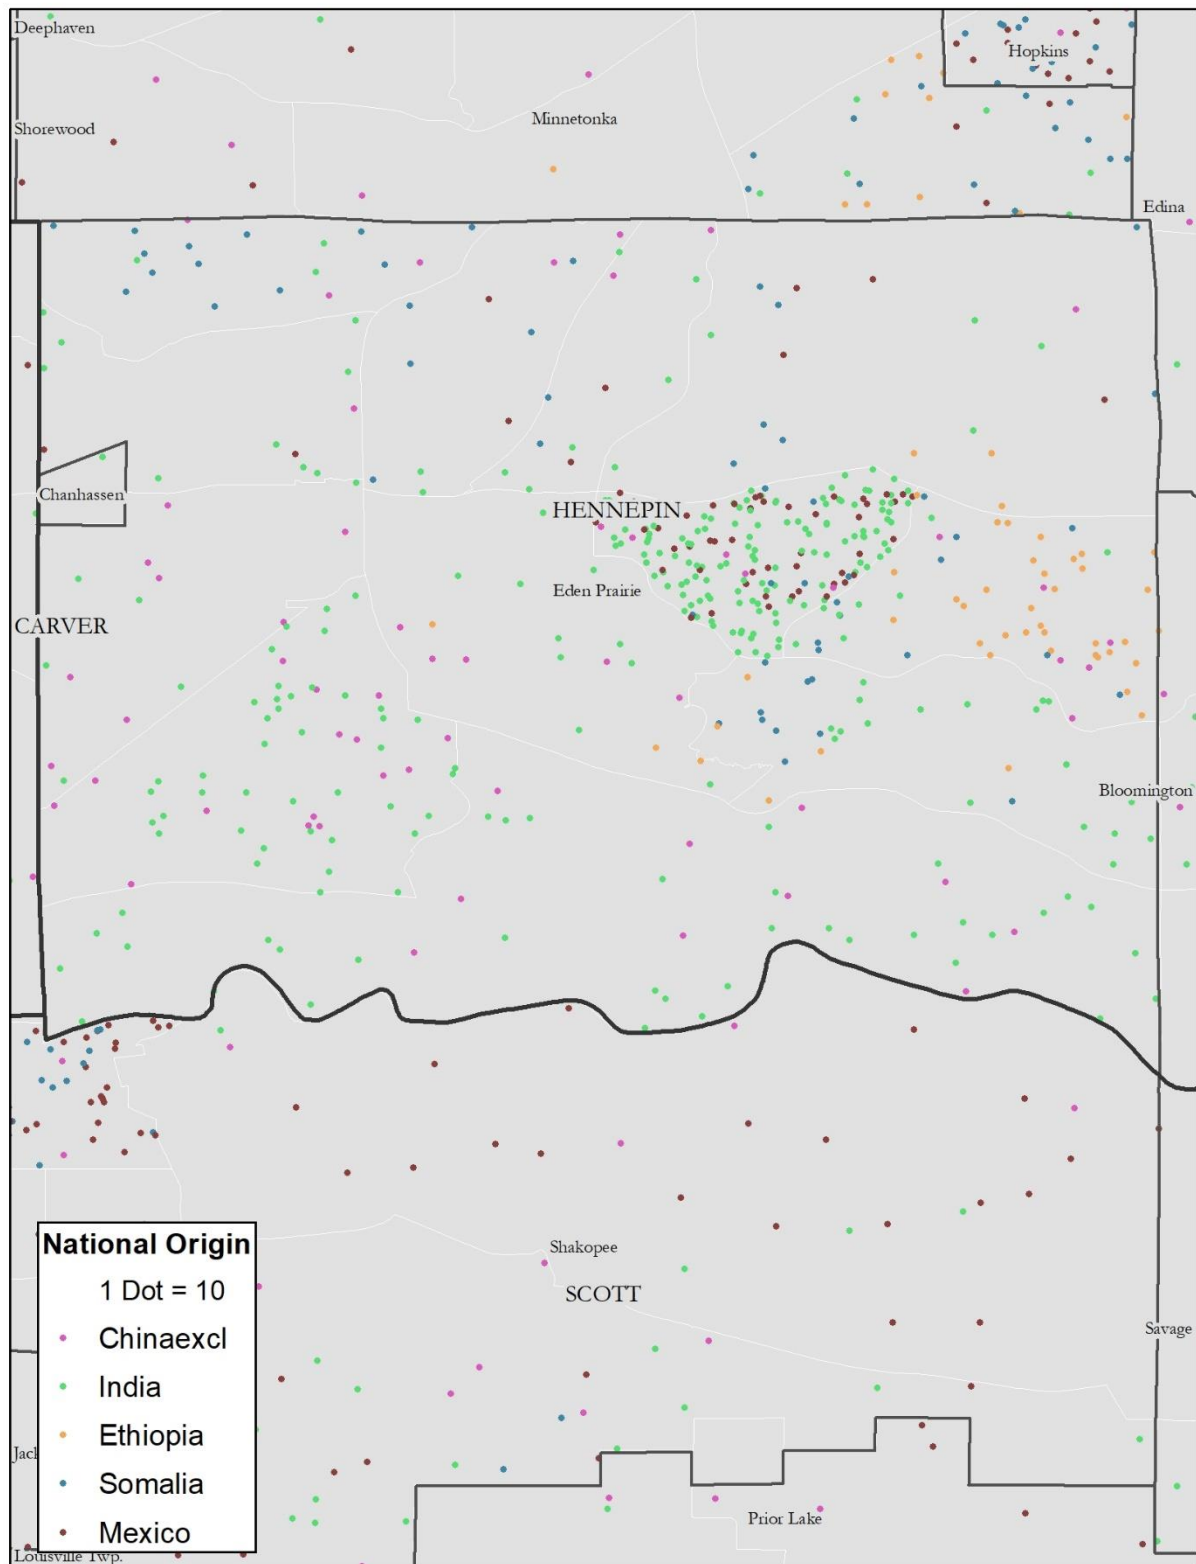 Deephaven
Hopkins
Minnetonka
Shorewood
Edina
Chanhassen
HENNEPIN
Eden Prairie
CARVER
Bloomington
Shakopee
SCOTT
Savage
National Origin
1 Dot = 10
Chinaexcl
India
Ethiopia
Somalia
Mexico
Jack
Prior Lake
Louisville Twp.